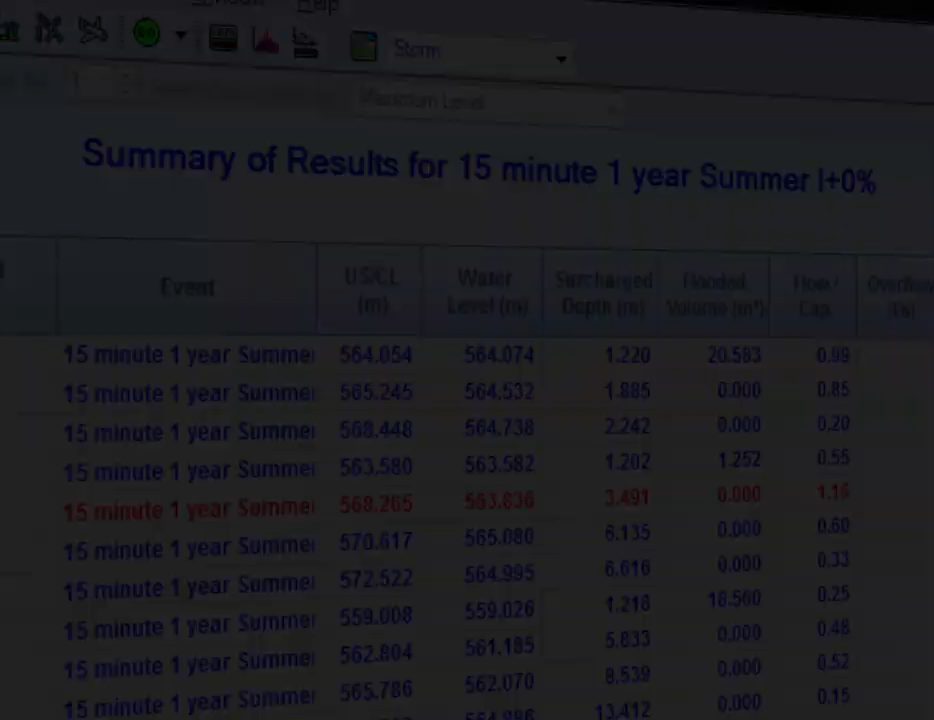 Help
Storm
1
Maximum Level
Summary of Results for 15 minute 1 year Summer I+0%
Event US/CL (m) Water Level (m) Surcharged Depth (m) Flooded Volume (m³) Flow / Cap.
15 minute 1 year Summer 564.054 564.074 1.220 20.583 0.99
15 minute 1 year Summer 565.245 564.532 1.885 0.000 0.85
15 minute 1 year Summer 568.448 564.738 2.242 0.000 0.20
15 minute 1 year Summer 563.580 563.582 1.202 1.252 0.55
15 minute 1 year Summer 568.265 563.836 3.491 0.000 1.16
15 minute 1 year Summer 570.617 565.080 6.135 0.000 0.60
15 minute 1 year Summer 572.522 564.995 6.616 0.000 0.33
15 minute 1 year Summer 559.008 559.026 1.218 18.560 0.25
15 minute 1 year Summer 562.804 561.185 5.833 0.000 0.48
15 minute 1 year Summer 565.786 562.070 8.539 0.000 0.52
13.412 0.000 0.15